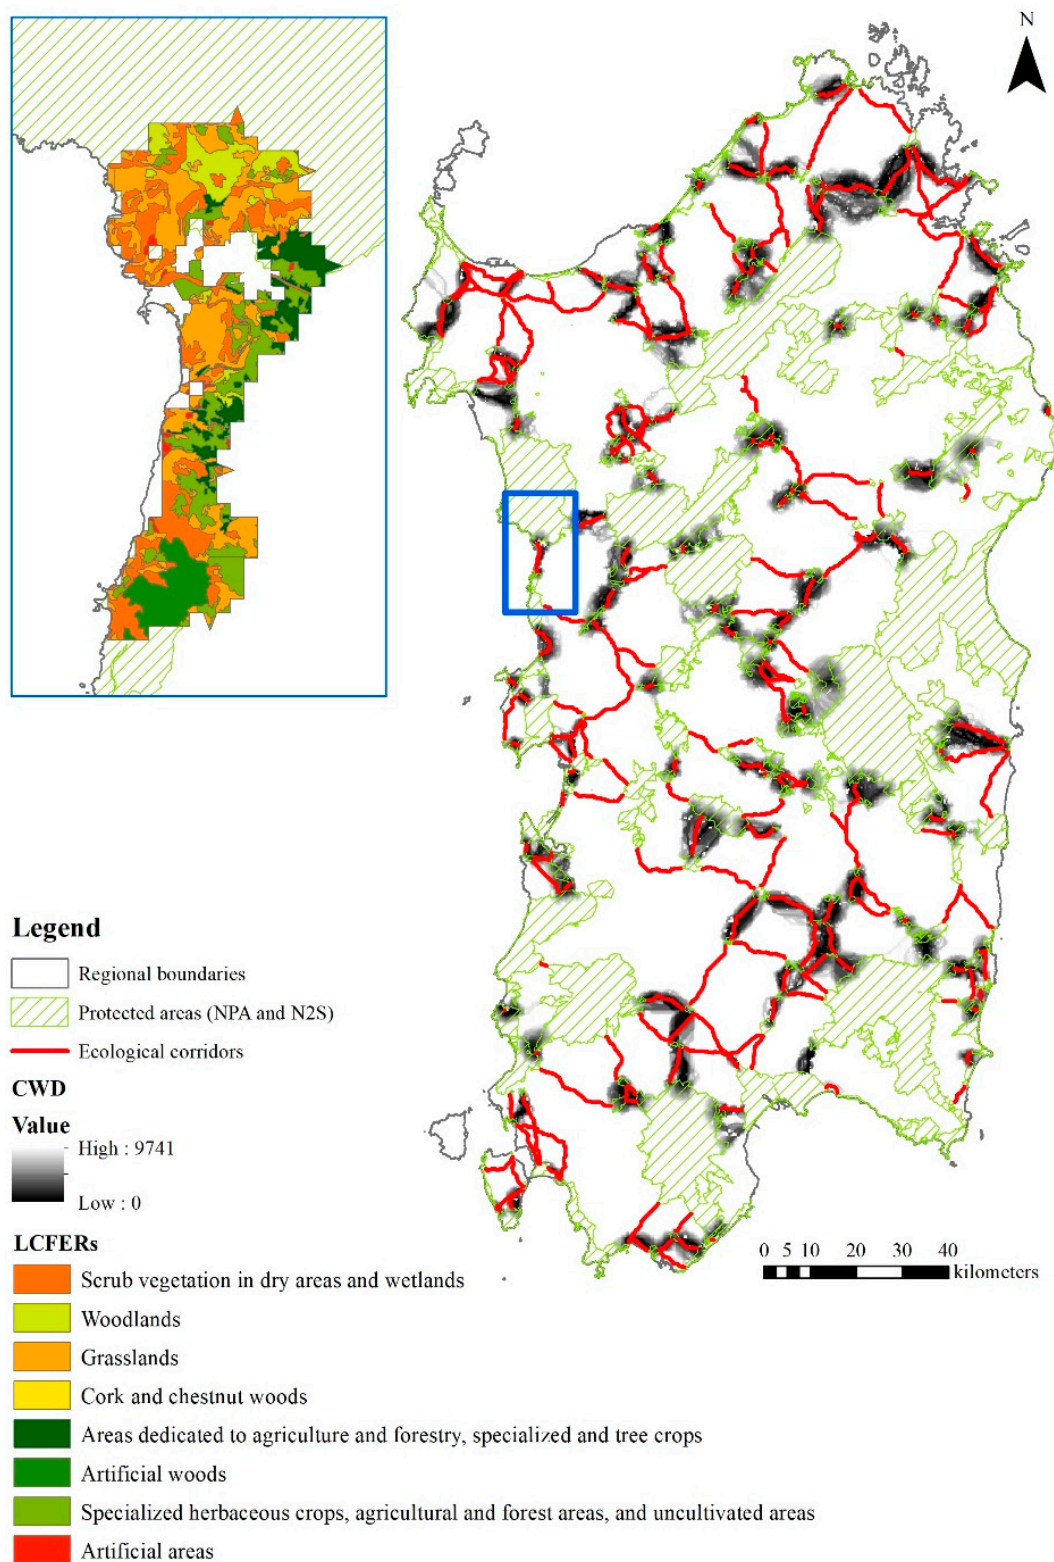 N
Legend
Regional boundaries
Protected areas (NPA and N2S)
Ecological corridors
CWD
Value
High : 9741
Low : 0
0 5 10 20 30 40
kilometers
LCFERs
Scrub vegetation in dry areas and wetlands
Woodlands
Grasslands
Cork and chestnut woods
Areas dedicated to agriculture and forestry, specialized and tree crops
Artificial woods
Specialized herbaceous crops, agricultural and forest areas, and uncultivated areas
Artificial areas